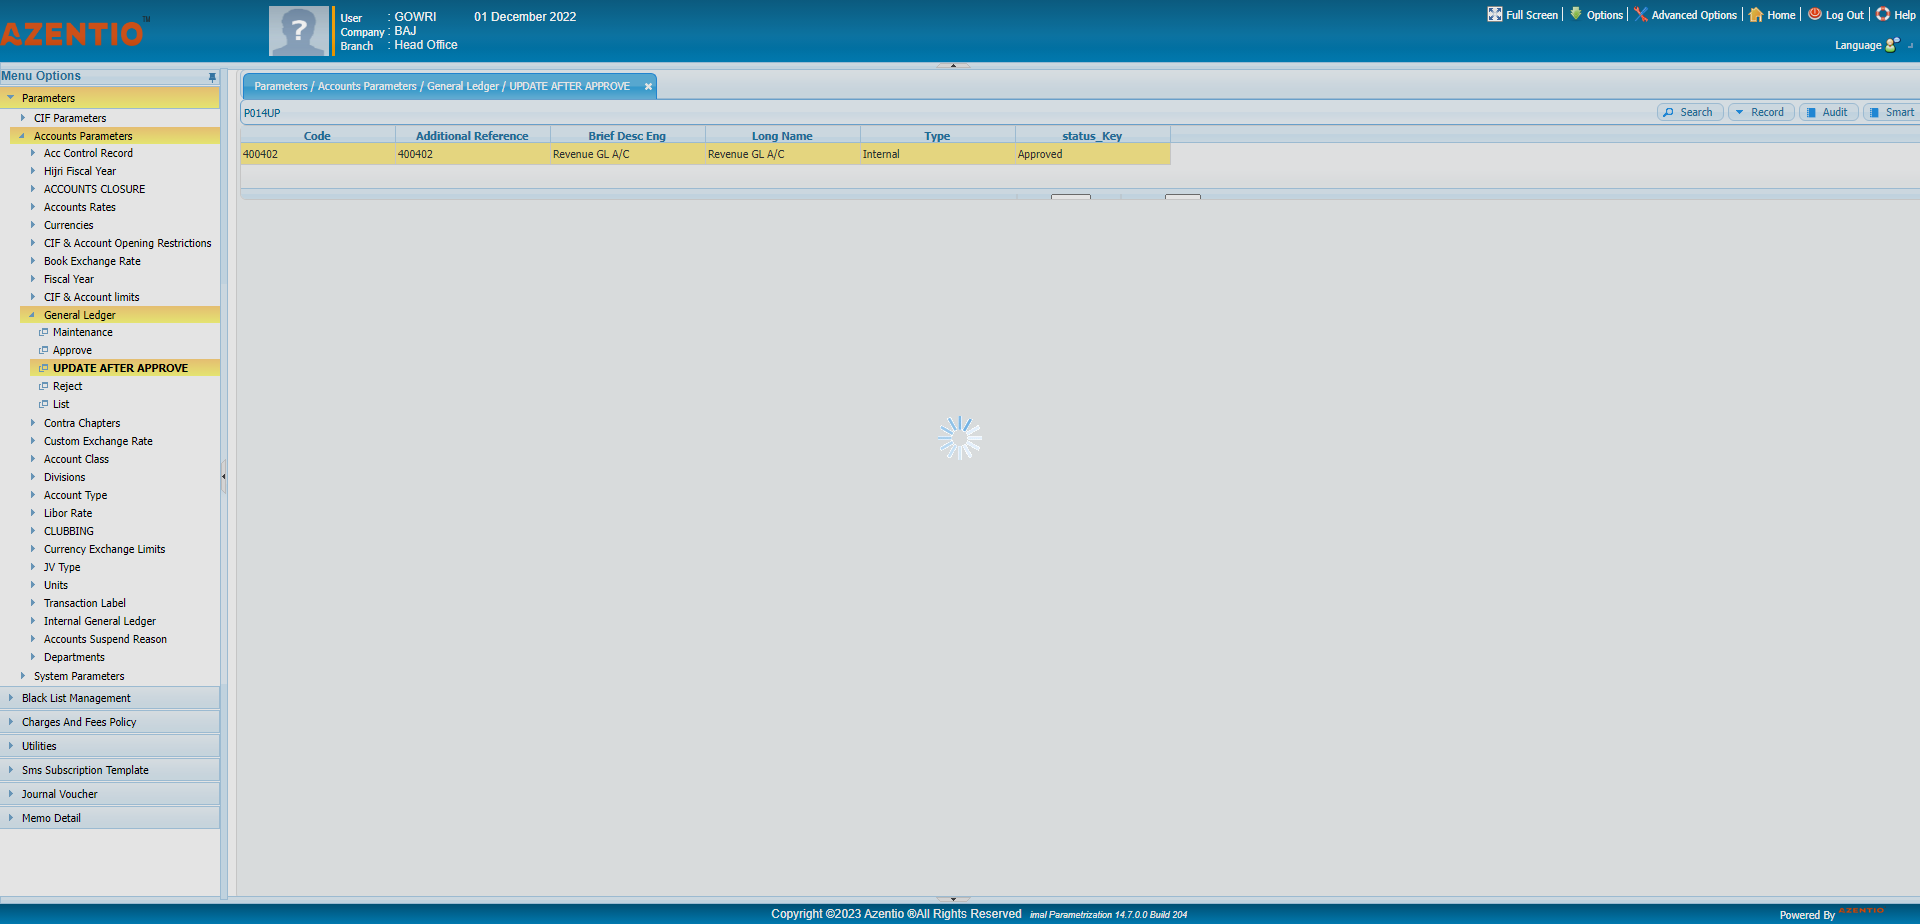 AZENTIO™
User : GOWRI 01 December 2022
Company : BAJ
Branch : Head Office
Full Screen Options Advanced Options Home Log Out Help
Language
Menu Options
Parameters / Accounts Parameters / General Ledger / UPDATE AFTER APPROVE
P014UP
Search Record Audit Smart
Code Additional Reference Brief Desc Eng Long Name Type status_Key
400402 400402 Revenue GL A/C Revenue GL A/C Internal Approved
Parameters
CIF Parameters
Accounts Parameters
Acc Control Record
Hijri Fiscal Year
ACCOUNTS CLOSURE
Accounts Rates
Currencies
CIF & Account Opening Restrictions
Book Exchange Rate
Fiscal Year
CIF & Account limits
General Ledger
Maintenance
Approve
UPDATE AFTER APPROVE
Reject
List
Contra Chapters
Custom Exchange Rate
Account Class
Divisions
Account Type
Libor Rate
CLUBBING
Currency Exchange Limits
JV Type
Units
Transaction Label
Internal General Ledger
Accounts Suspend Reason
Departments
System Parameters
Black List Management
Charges And Fees Policy
Utilities
Sms Subscription Template
Journal Voucher
Memo Detail
Copyright ©2023 Azentio ®All Rights Reserved imal Parametrization 14.7.0.0 Build 204
Powered By AZENTIO